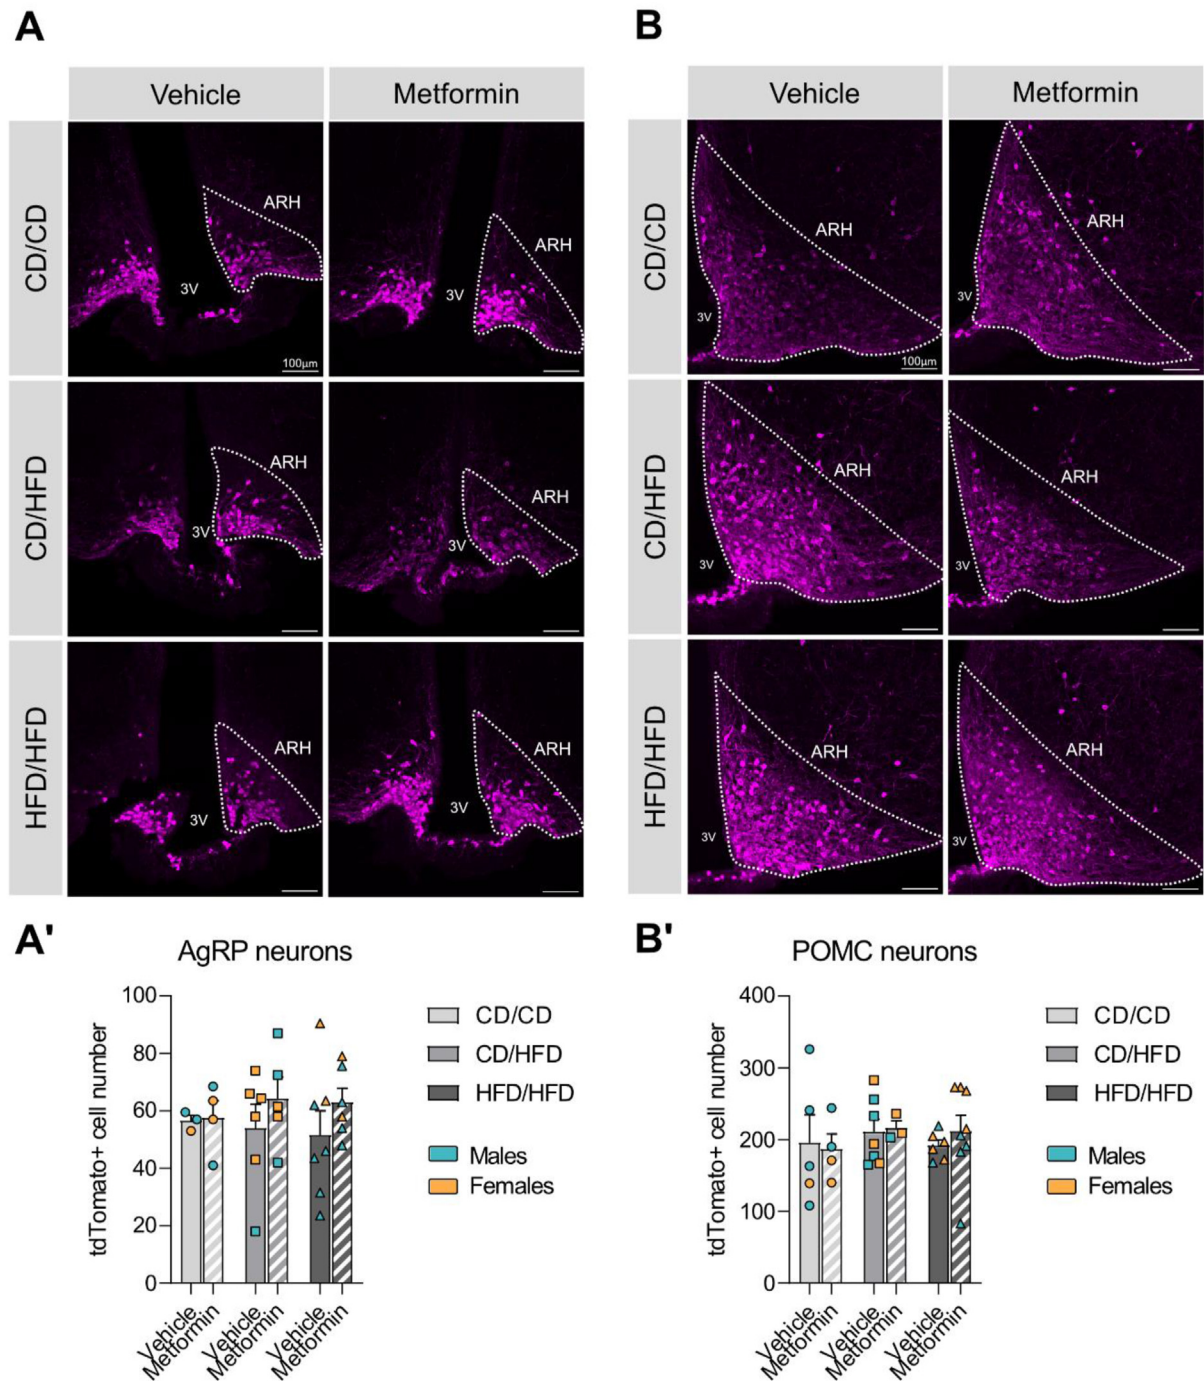 A
B
Vehicle
Metformin
Vehicle
Metformin
CD/CD
ARH
3V
100µm
ARH
3V
CD/CD
ARH
3V
100µm
ARH
3V
CD/HFD
ARH
3V
ARH
3V
CD/HFD
ARH
3V
ARH
3V
HFD/HFD
ARH
3V
ARH
3V
HFD/HFD
ARH
3V
ARH
3V
A'
AgRP neurons
tdTomato+ cell number
100
80
60
40
20
0
Vehicle
Metformin
Vehicle
Metformin
Vehicle
Metformin
CD/CD
CD/HFD
HFD/HFD
Males
Females
B'
POMC neurons
tdTomato+ cell number
400
300
200
100
0
Vehicle
Metformin
Vehicle
Metformin
Vehicle
Metformin
CD/CD
CD/HFD
HFD/HFD
Males
Females